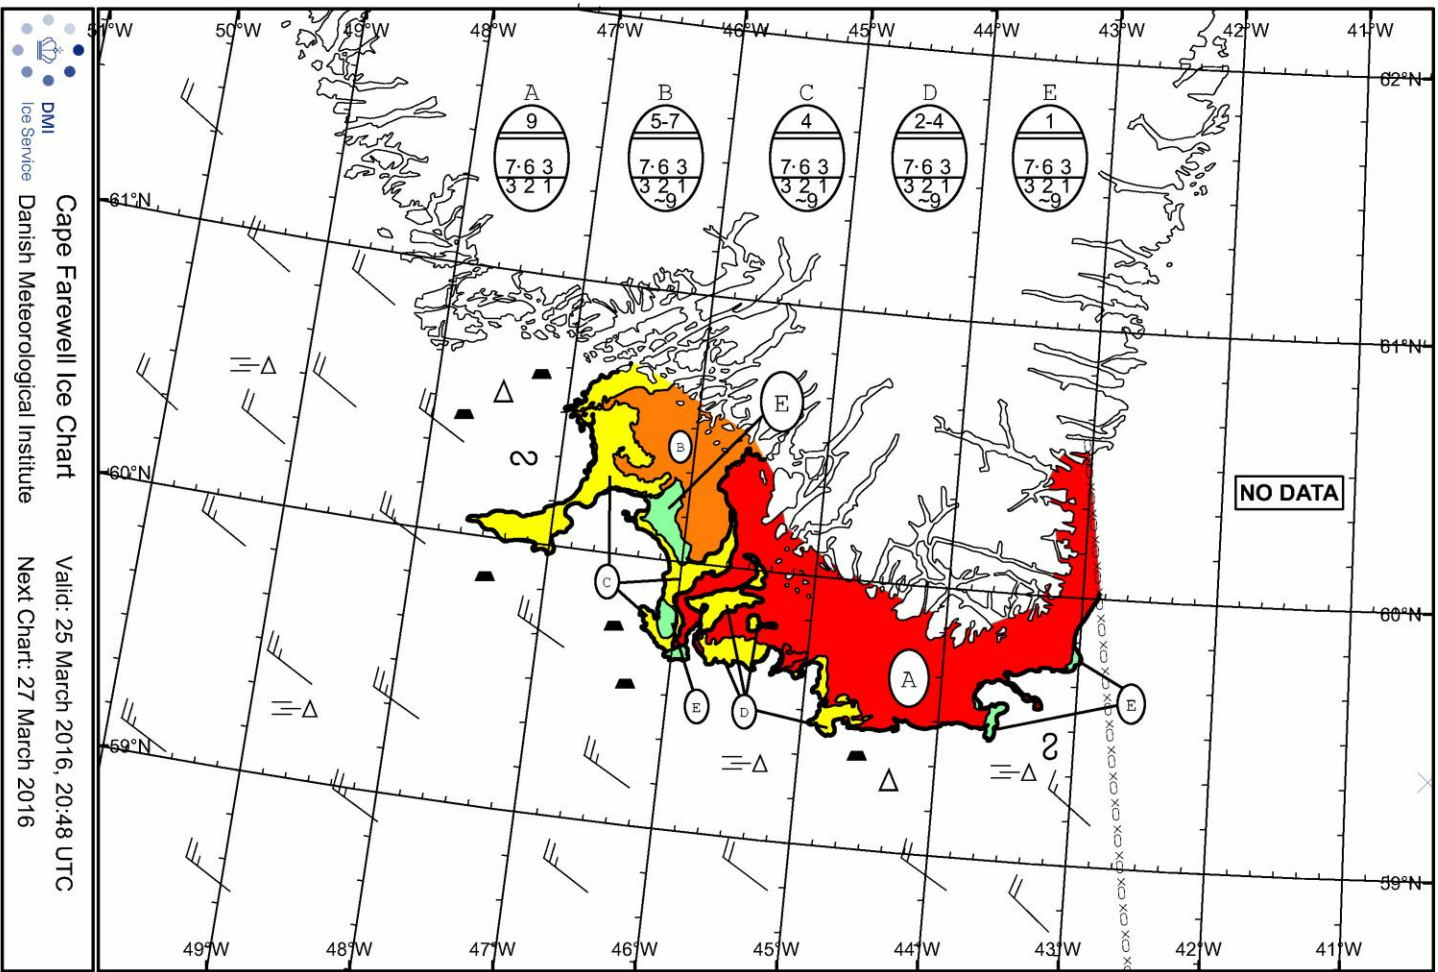 51°W 50°W 49°W 48°W 47°W 46°W 45°W 44°W 43°W 42°W 41°W
62°N
A B C D E
9 5-7 4 2-4 1
7·6 3 7·6 3 7·6 3 7·6 3 7·6 3
3 2 1 3 2 1 3 2 1 3 2 1 3 2 1
~9 ~9 ~9 ~9
61°N 61°N
E
B
60°N
NO DATA
C
60°N
A
E D E
59°N
59°N
49°W 48°W 47°W 46°W 45°W 44°W 43°W 42°W 41°W
DMI
Ice Service
Cape Farewell Ice Chart
Danish Meteorological Institute
Valid: 25 March 2016, 20:48 UTC
Next Chart: 27 March 2016